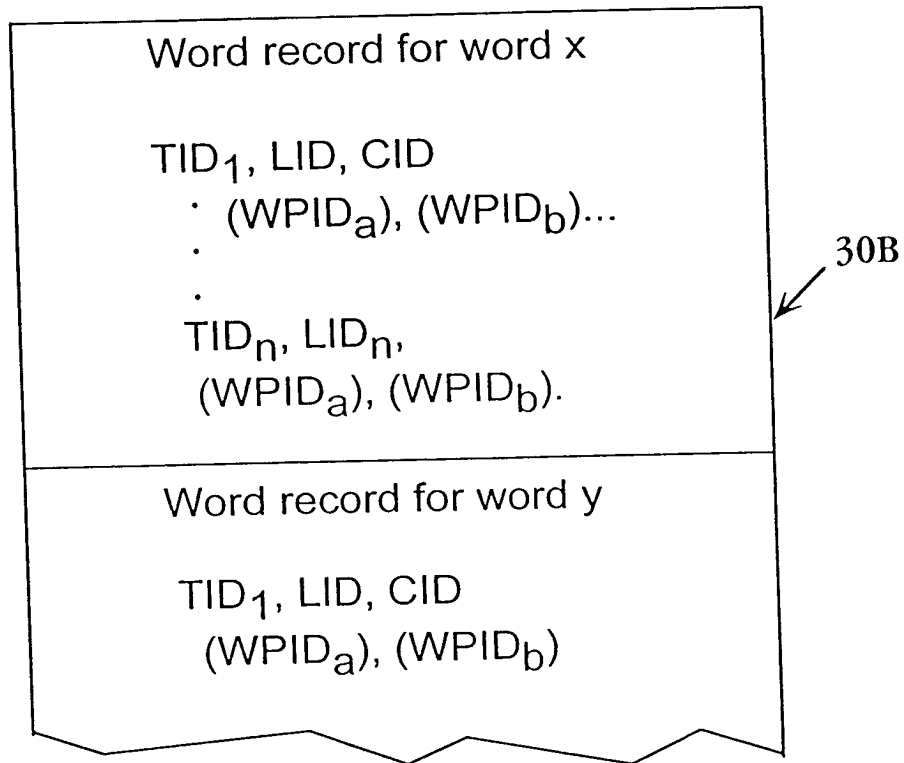 Word record for word x
TID1, LID, CID
(WPIDa), (WPIDb)...
.
.
.
TIDn, LIDn,
(WPIDa), (WPIDb).
30B
Word record for word y
TID1, LID, CID
(WPIDa), (WPIDb)